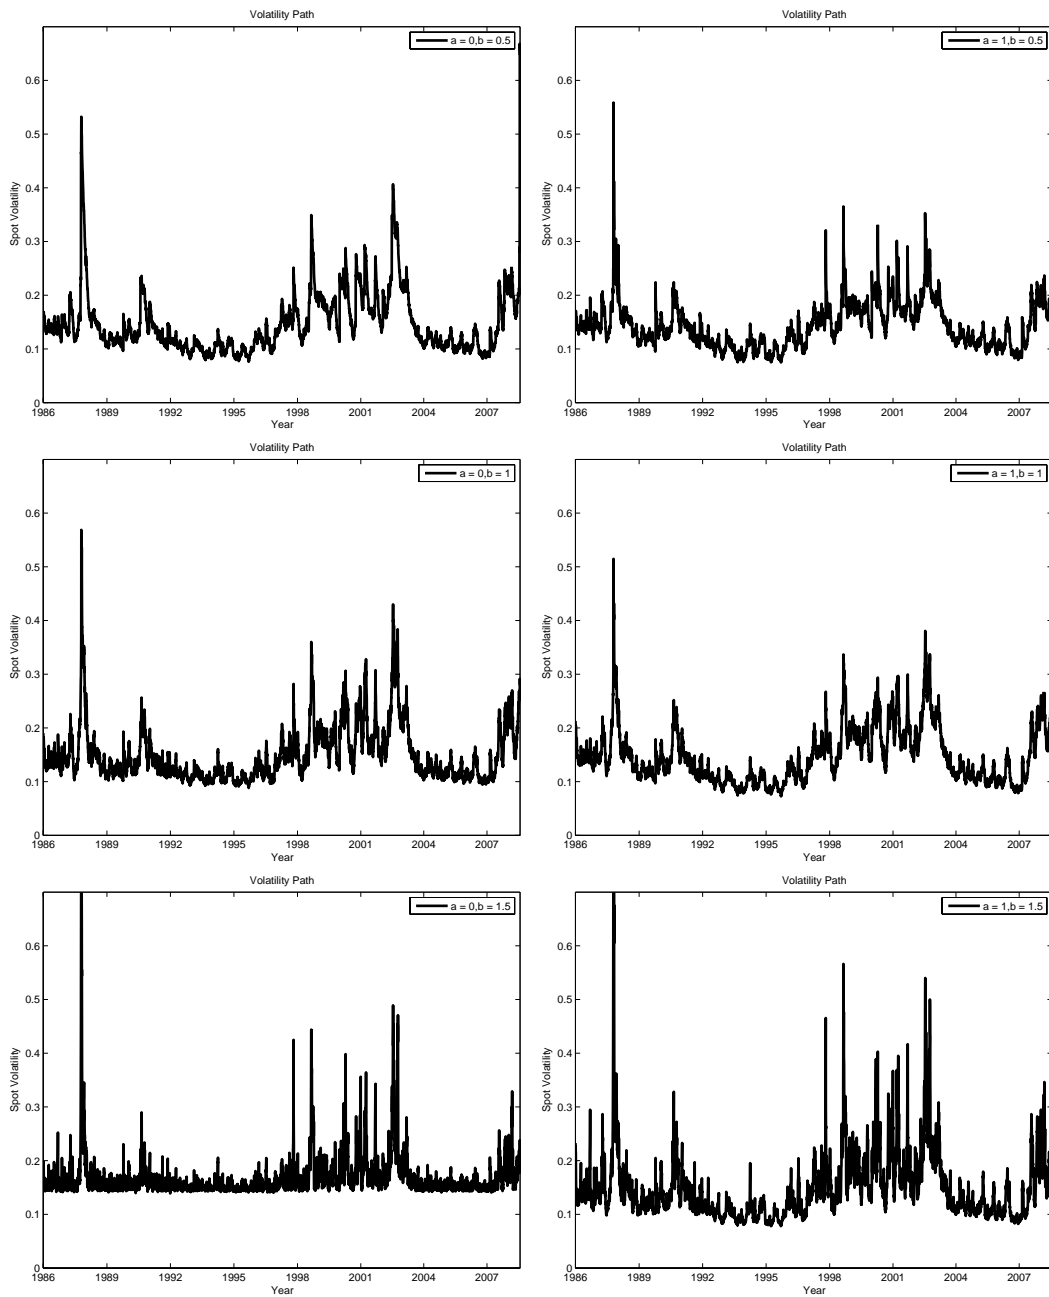 Volatility Path
a = 0,b = 0.5
Spot Volatility
0.6
0.5
0.4
0.3
0.2
0.1
0
1986 1989 1992 1995 1998 2001 2004 2007
Year
Volatility Path
a = 1,b = 0.5
Spot Volatility
0.6
0.5
0.4
0.3
0.2
0.1
0
1986 1989 1992 1995 1998 2001 2004 2007
Year
Volatility Path
a = 0,b = 1
Spot Volatility
0.6
0.5
0.4
0.3
0.2
0.1
0
1986 1989 1992 1995 1998 2001 2004 2007
Year
Volatility Path
a = 1,b = 1
Spot Volatility
0.6
0.5
0.4
0.3
0.2
0.1
0
1986 1989 1992 1995 1998 2001 2004 2007
Year
Volatility Path
a = 0,b = 1.5
Spot Volatility
0.6
0.5
0.4
0.3
0.2
0.1
0
1986 1989 1992 1995 1998 2001 2004 2007
Year
Volatility Path
a = 1,b = 1.5
Spot Volatility
0.6
0.5
0.4
0.3
0.2
0.1
0
1986 1989 1992 1995 1998 2001 2004 2007
Year